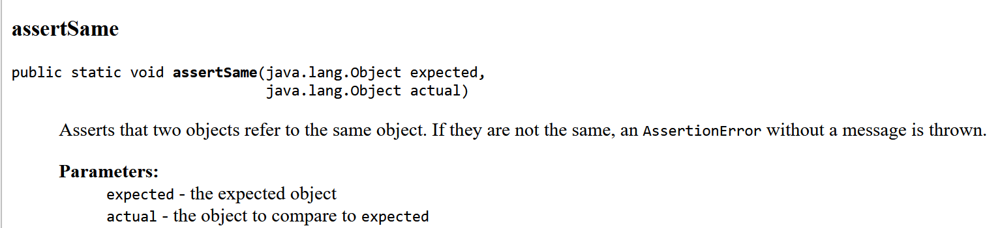 assertSame
public static void assertSame(java.lang.Object expected,
java.lang.Object actual)
Asserts that two objects refer to the same object. If they are not the same, an AssertionError without a message is thrown.
Parameters:
expected - the expected object
actual - the object to compare to expected